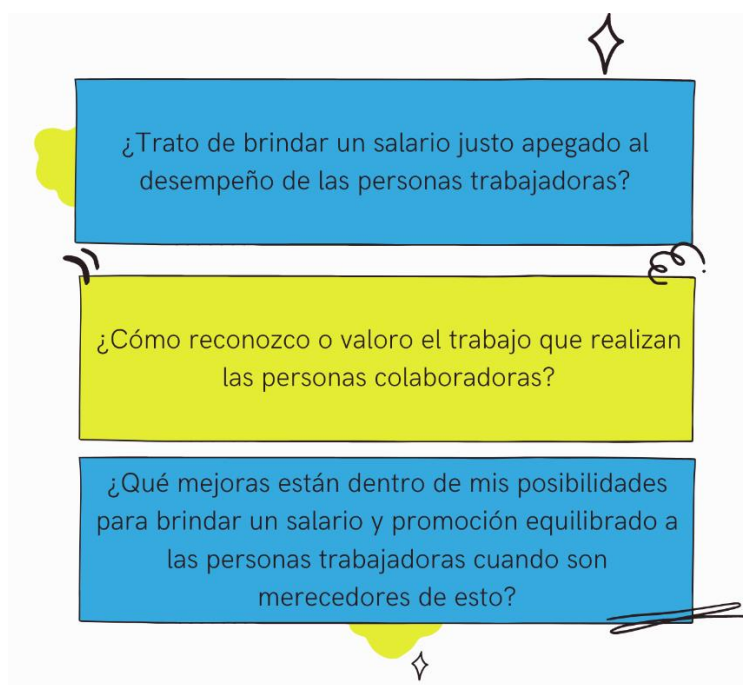 ¿Trato de brindar un salario justo apegado al
desempeño de las personas trabajadoras?
¿Cómo reconozco o valoro el trabajo que realizan
las personas colaboradoras?
¿Qué mejoras están dentro de mis posibilidades
para brindar un salario y promoción equilibrado a
las personas trabajadoras cuando son
merecedores de esto?